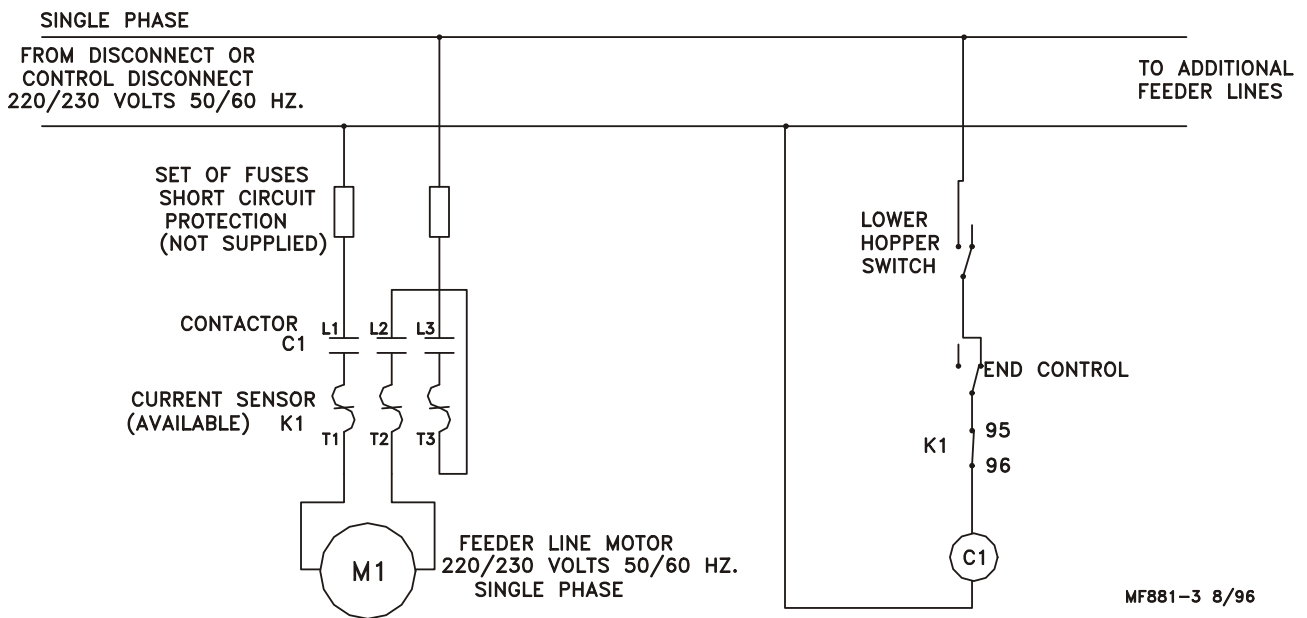 SINGLE PHASE
FROM DISCONNECT OR
CONTROL DISCONNECT
220/230 VOLTS 50/60 HZ.
TO ADDITIONAL
FEEDER LINES
SET OF FUSES
SHORT CIRCUIT
PROTECTION
(NOT SUPPLIED)
LOWER
HOPPER
SWITCH
CONTACTOR
C1
L1
L2
L3
CURRENT SENSOR
(AVAILABLE) K1
T1
T2
T3
END CONTROL
K1
95
96
M1
FEEDER LINE MOTOR
220/230 VOLTS 50/60 HZ.
SINGLE PHASE
C1
MF881-3 8/96